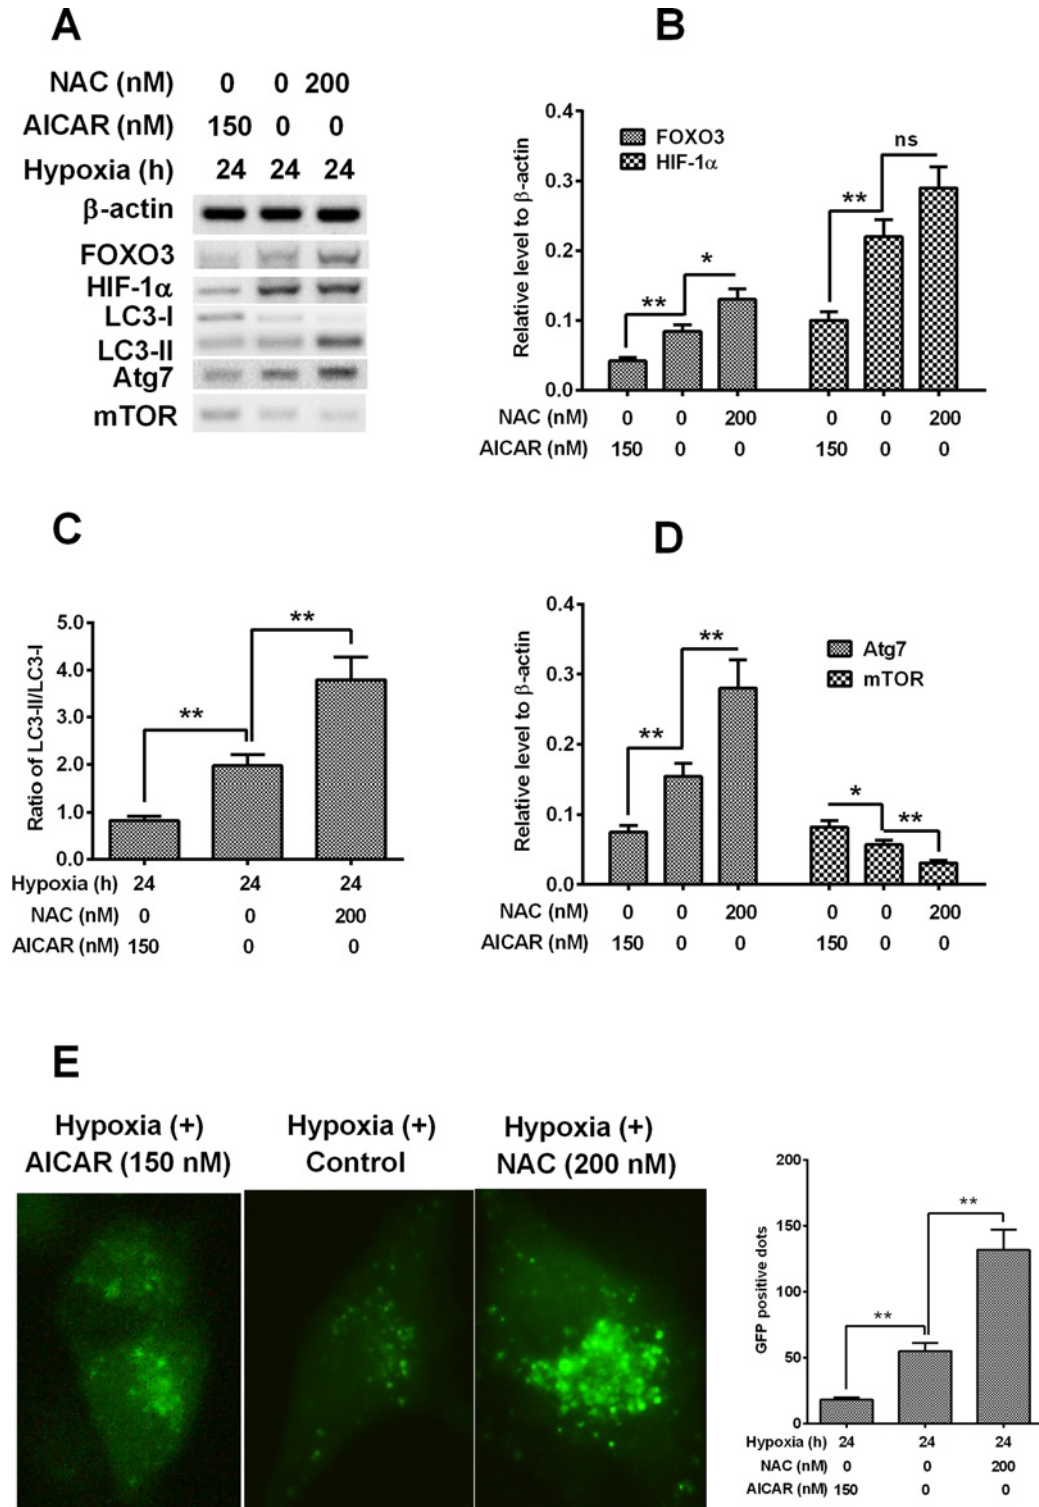 A
NAC (nM) 0 0 200
AICAR (nM) 150 0 0
Hypoxia (h) 24 24 24
β-actin
FOXO3
HIF-1α
LC3-I
LC3-II
Atg7
mTOR
B
Relative level to β-actin
0.4
0.3
0.2
0.1
0.0
FOXO3
HIF-1α
** * ** ns
NAC (nM) 0 0 200 0 0 200
AICAR (nM) 150 0 0 150 0 0
C
Ratio of LC3-II/LC3-I
5.0
4.0
3.0
2.0
1.0
0.0
** **
Hypoxia (h) 24 24 24
NAC (nM) 0 0 200
AICAR (nM) 150 0 0
D
Relative level to β-actin
0.4
0.3
0.2
0.1
0.0
Atg7
mTOR
** ** * **
NAC (nM) 0 0 200 0 0 200
AICAR (nM) 150 0 0 150 0 0
E
Hypoxia (+)
AICAR (150 nM)
Hypoxia (+)
Control
Hypoxia (+)
NAC (200 nM)
GFP positive dots
200
150
100
50
0
** **
Hypoxia (h) 24 24 24
NAC (nM) 0 0 200
AICAR (nM) 150 0 0